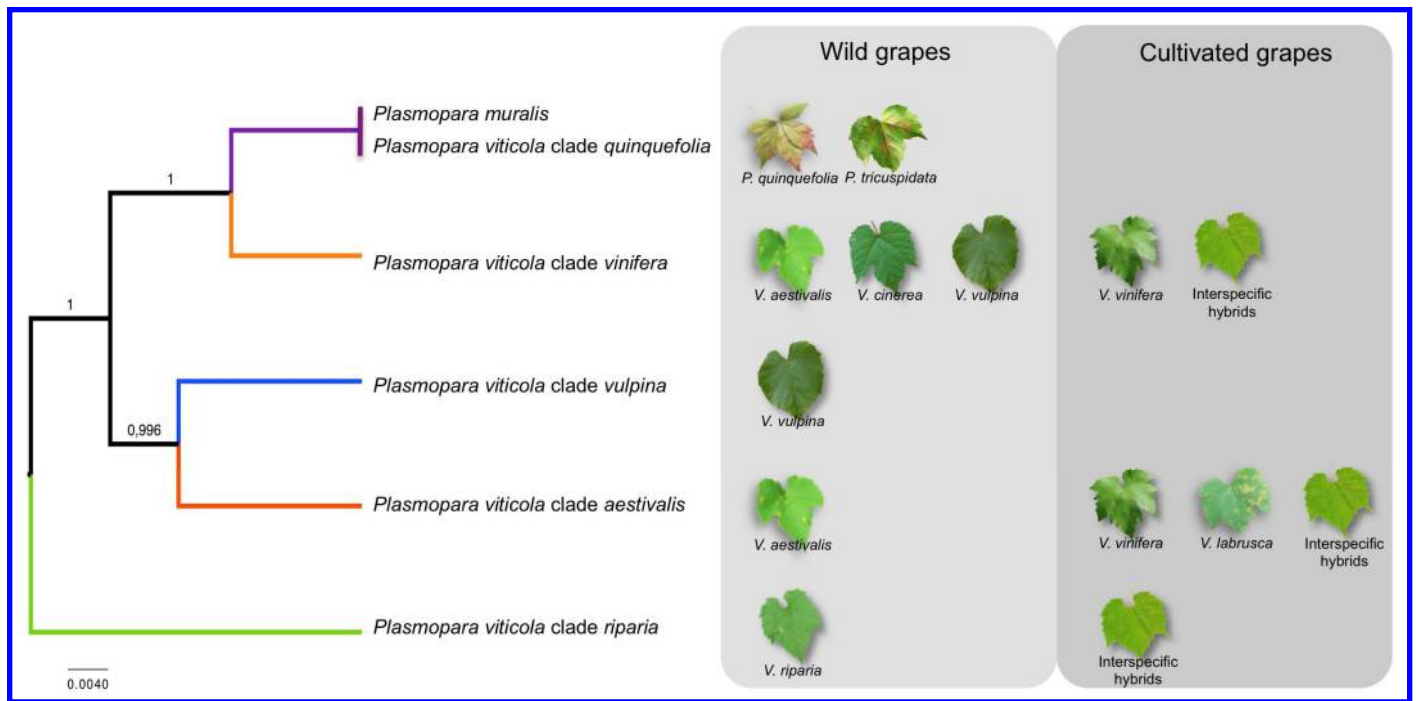 Wild grapes
Cultivated grapes
Plasmopara muralis
Plasmopara viticola clade quinquefolia
1
P. quinquefolia
P. tricuspidata
Plasmopara viticola clade vinifera
V. aestivalis
V. cinerea
V. vulpina
V. vinifera
Interspecific
hybrids
1
Plasmopara viticola clade vulpina
V. vulpina
0,996
Plasmopara viticola clade aestivalis
V. aestivalis
V. vinifera
V. labrusca
Interspecific
hybrids
Plasmopara viticola clade riparia
V. riparia
Interspecific
hybrids
0.0040